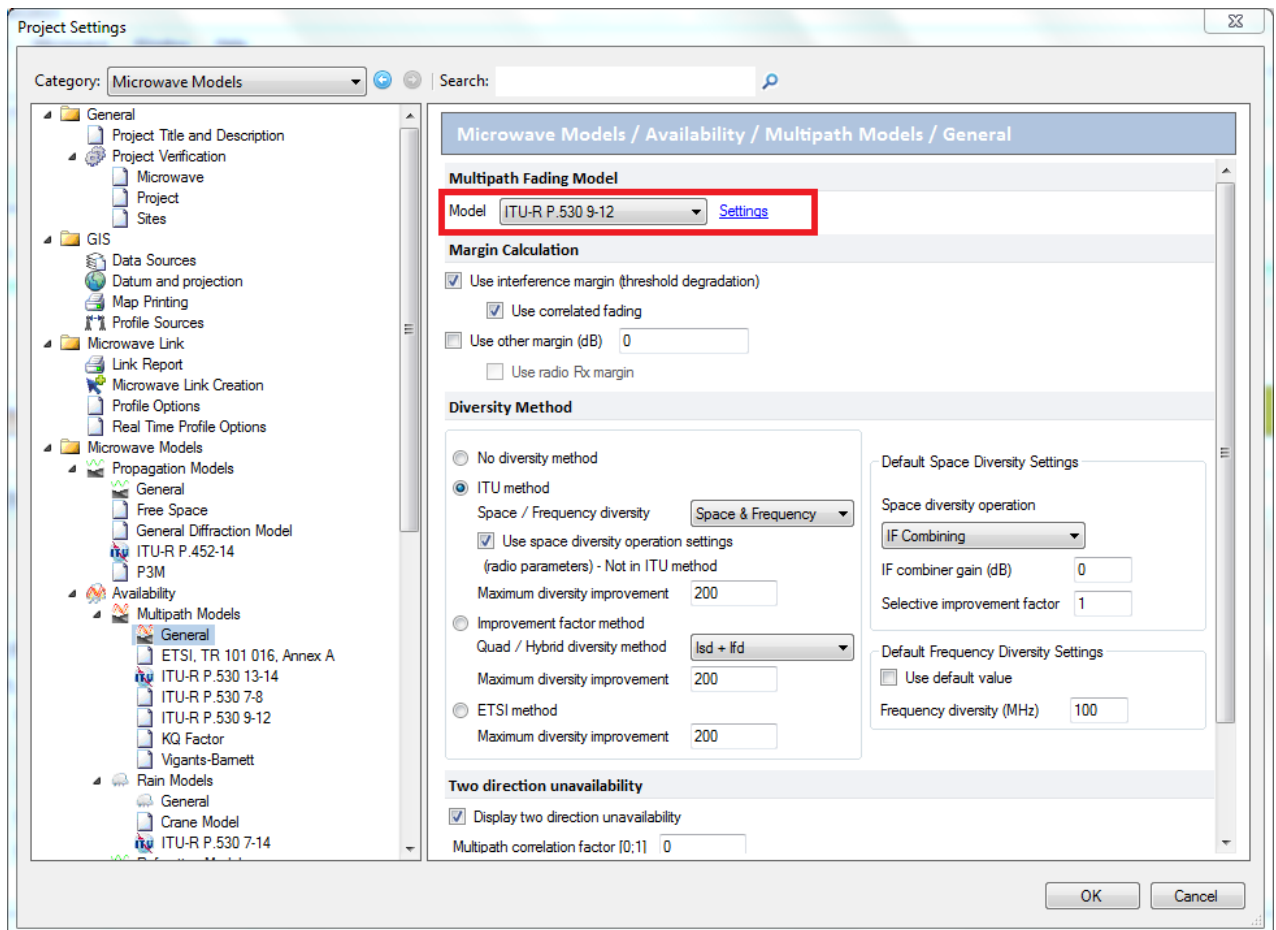 Project Settings
Category: Microwave Models Search:
General
Project Title and Description
Project Verification
Microwave
Project
Sites
GIS
Data Sources
Datum and projection
Map Printing
Profile Sources
Microwave Link
Link Report
Microwave Link Creation
Profile Options
Real Time Profile Options
Microwave Models
Propagation Models
General
Free Space
General Diffraction Model
ITU-R P.452-14
P3M
Availability
Multipath Models
General
ETSI, TR 101 016, Annex A
ITU-R P.530 13-14
ITU-R P.530 7-8
ITU-R P.530 9-12
KQ Factor
Vigants-Barnett
Rain Models
General
Crane Model
ITU-R P.530 7-14
Microwave Models / Availability / Multipath Models / General
Multipath Fading Model
Model ITU-R P.530 9-12 Settings
Margin Calculation
Use interference margin (threshold degradation)
Use correlated fading
Use other margin (dB) 0
Use radio Rx margin
Diversity Method
No diversity method
ITU method
Space / Frequency diversity Space & Frequency
Use space diversity operation settings
(radio parameters) - Not in ITU method
Maximum diversity improvement 200
Improvement factor method
Quad / Hybrid diversity method Isd + Ifd
Maximum diversity improvement 200
ETSI method
Maximum diversity improvement 200
Default Space Diversity Settings
Space diversity operation
IF Combining
IF combiner gain (dB) 0
Selective improvement factor 1
Default Frequency Diversity Settings
Use default value
Frequency diversity (MHz) 100
Two direction unavailability
Display two direction unavailability
Multipath correlation factor [0;1] 0
OK Cancel